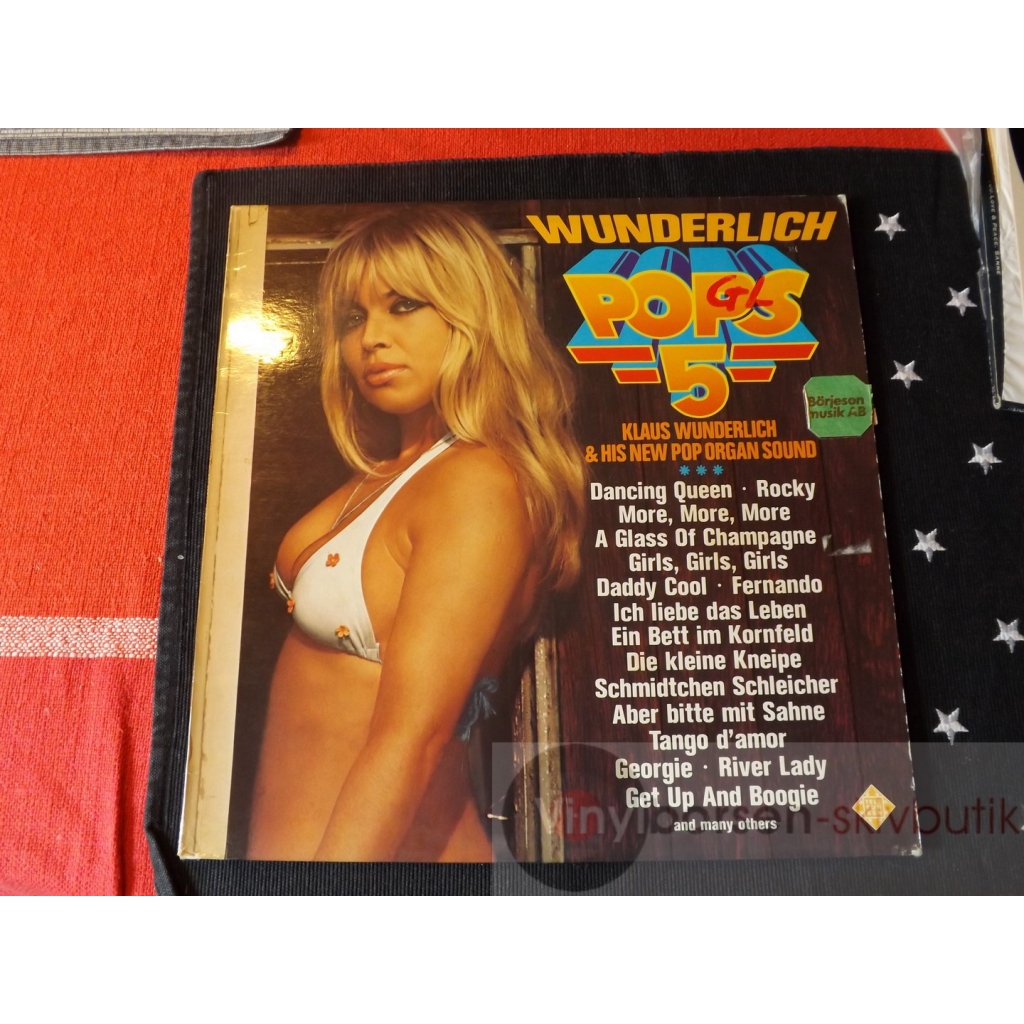 WUNDERLICH
POPS
GL
5
Börjeson
musik AB
KLAUS WUNDERLICH
& HIS NEW POP ORGAN SOUND
***
Dancing Queen · Rocky
More, More, More
A Glass Of Champagne
Girls, Girls, Girls
Daddy Cool · Fernando
Ich liebe das Leben
Ein Bett im Kornfeld
Die kleine Kneipe
Schmidtchen Schleicher
Aber bitte mit Sahne
Tango d'amor
Georgie · River Lady
Get Up And Boogie
and many others